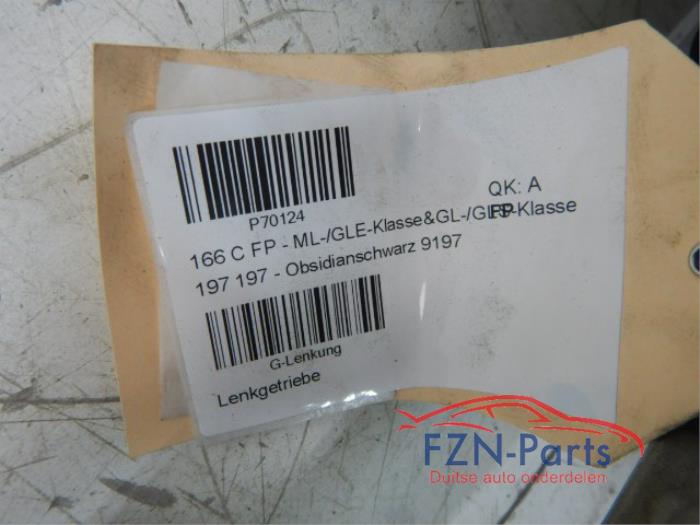 P70124
QK: A
FP
166 C FP - ML-/GLE-Klasse&GL-/GLS-Klasse
197 197 - Obsidianschwarz 9197
G-Lenkung
Lenkgetriebe
FZN-Parts
Duitse auto onderdelen